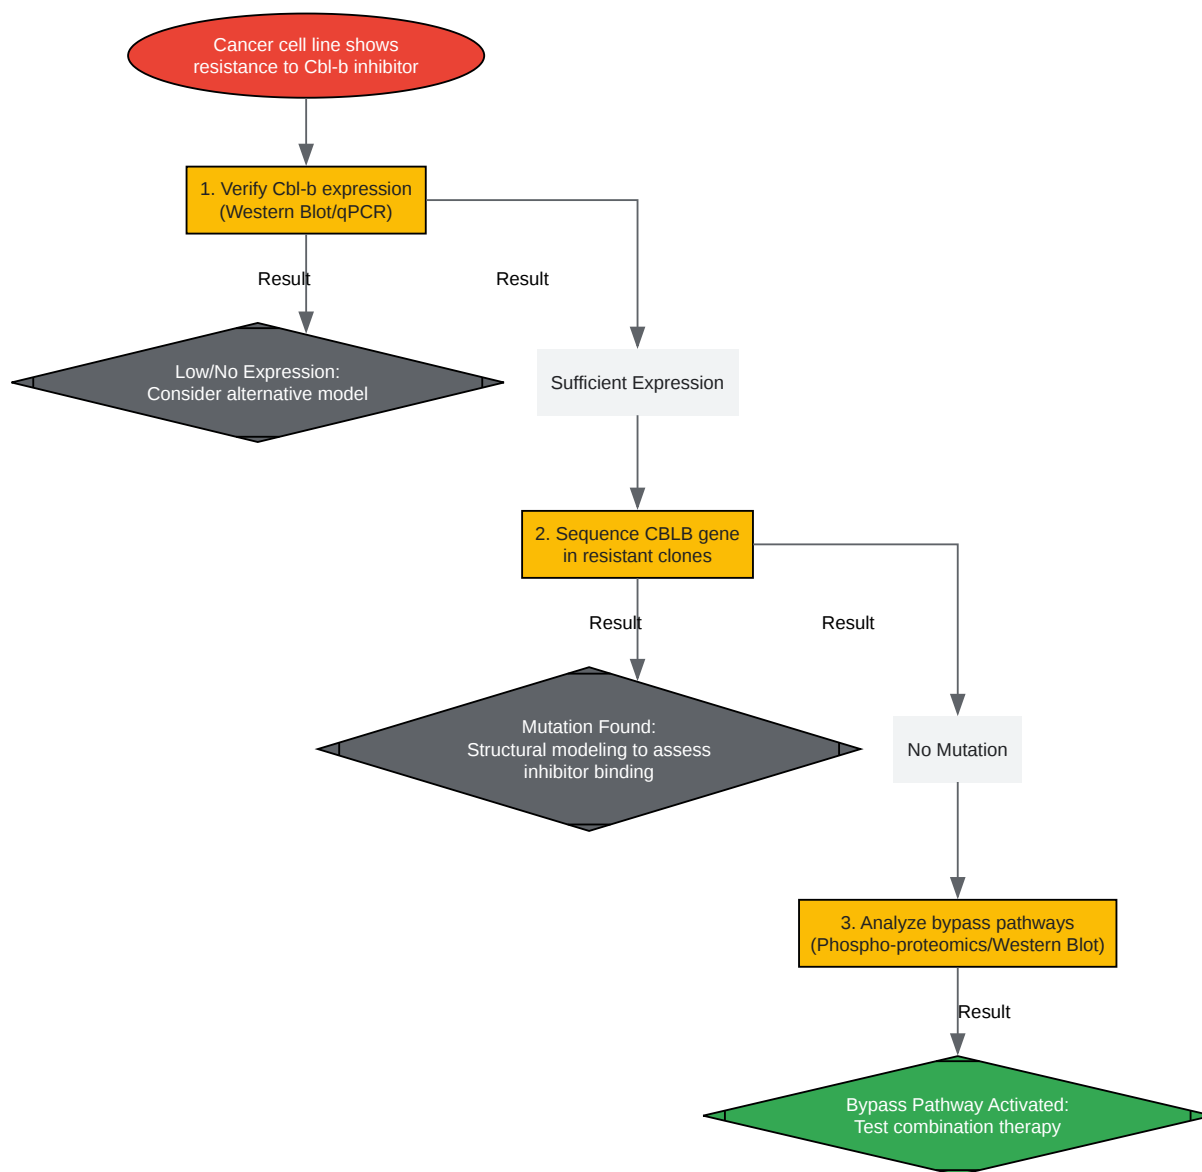 Cancer cell line shows
resistance to Cbl-b inhibitor
1. Verify Cbl-b expression
(Western Blot/qPCR)
Result
Result
Low/No Expression:
Consider alternative model
Sufficient Expression
2. Sequence CBLB gene
in resistant clones
Result
Result
Mutation Found:
Structural modeling to assess
inhibitor binding
No Mutation
3. Analyze bypass pathways
(Phospho-proteomics/Western Blot)
Result
Bypass Pathway Activated:
Test combination therapy